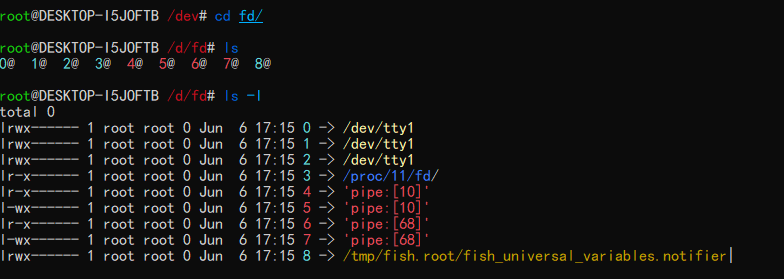 root@DESKTOP-I5JOFTB /dev# cd fd/
root@DESKTOP-I5JOFTB /d/fd# ls
0@  1@  2@  3@  4@  5@  6@  7@  8@
root@DESKTOP-I5JOFTB /d/fd# ls -l
total 0
lrwx------ 1 root root 0 Jun  6 17:15 0 -> /dev/tty1
lrwx------ 1 root root 0 Jun  6 17:15 1 -> /dev/tty1
lrwx------ 1 root root 0 Jun  6 17:15 2 -> /dev/tty1
lr-x------ 1 root root 0 Jun  6 17:15 3 -> /proc/11/fd/
lr-x------ 1 root root 0 Jun  6 17:15 4 -> 'pipe:[10]'
l-wx------ 1 root root 0 Jun  6 17:15 5 -> 'pipe:[10]'
lr-x------ 1 root root 0 Jun  6 17:15 6 -> 'pipe:[68]'
l-wx------ 1 root root 0 Jun  6 17:15 7 -> 'pipe:[68]'
lrwx------ 1 root root 0 Jun  6 17:15 8 -> /tmp/fish.root/fish_universal_variables.notifier|